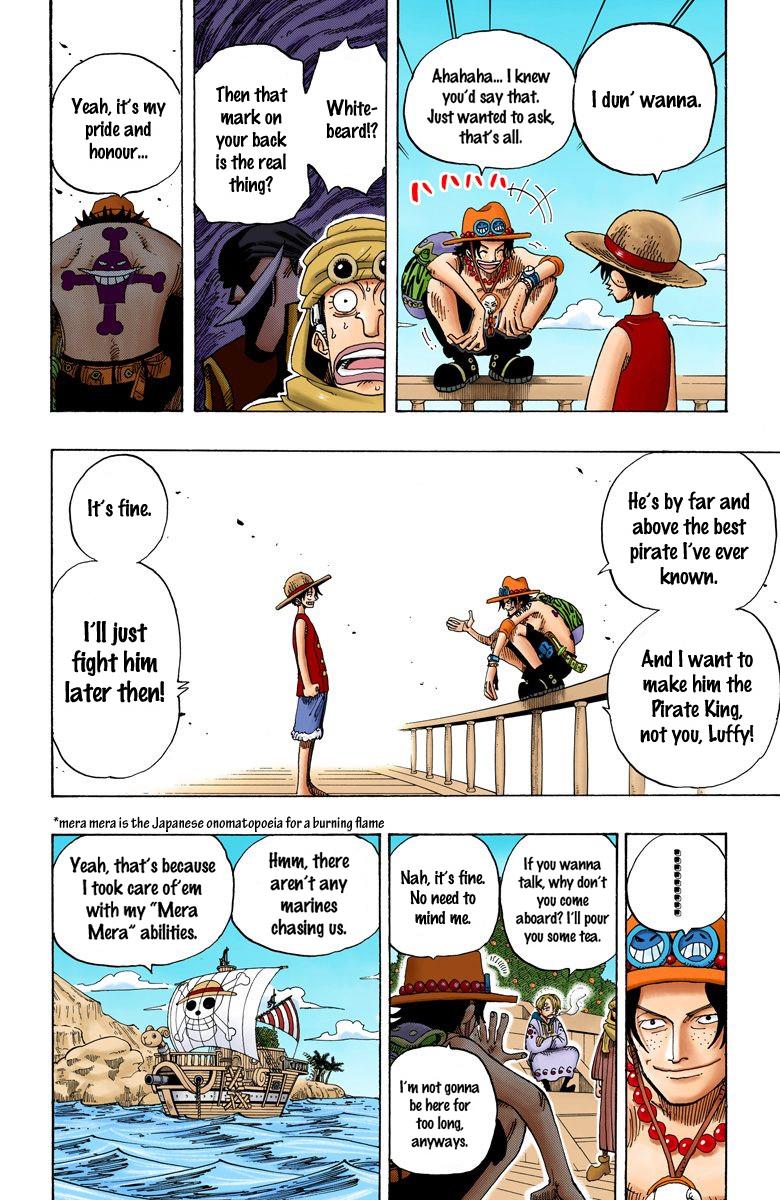 I dun' wanna.
Ahahaha... I knew
you'd say that.
Just wanted to ask,
that's all.
ハハハハハ
White-
beard!?
Then that
mark on
your back
is the real
thing?
Yeah, it's my
pride and
honour...
He's by far and
above the best
pirate I've ever
known.
And I want to
make him the
Pirate King,
not you, Luffy!
It's fine.
I'll just
fight him
later then!
*mera mera is the Japanese onomatopoeia for a burning flame
.........
If you wanna
talk, why don't
you come
aboard? I'll pour
you some tea.
Nah, it's fine.
No need to
mind me.
I'm not gonna
be here for
too long,
anyways.
Hmm, there
aren't any
marines
chasing us.
Yeah, that's because
I took care of'em
with my "Mera
Mera" abilities.